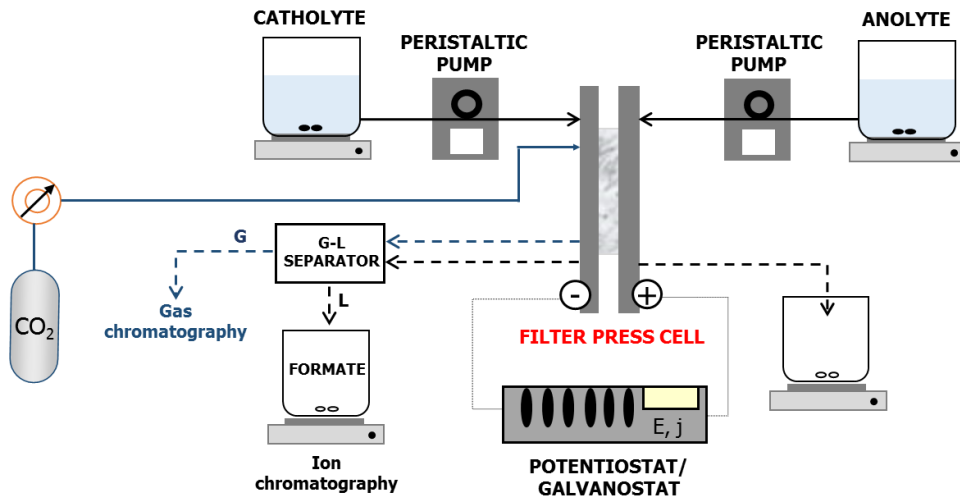 CATHOLYTE
ANOLYTE
PERISTALTIC
PUMP
PERISTALTIC
PUMP
G
G-L
SEPARATOR
L
CO2
Gas
chromatography
-
+
FILTER PRESS CELL
FORMATE
E, j
Ion
chromatography
POTENTIOSTAT/
GALVANOSTAT